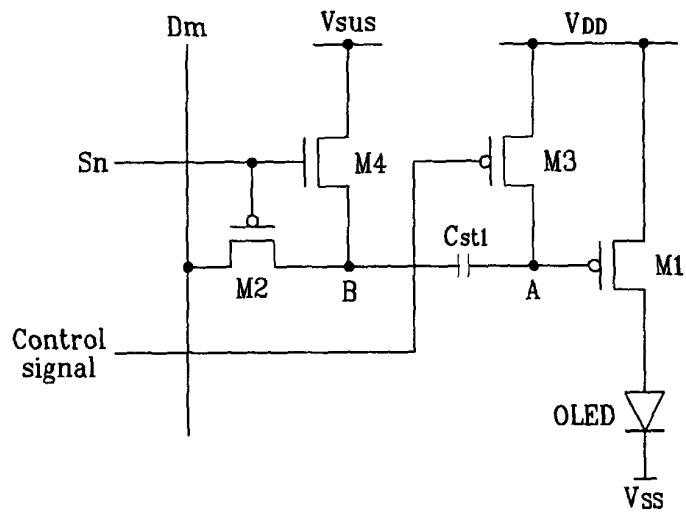 Dm
Vsus
VDD
Sn
M4
M3
Cst1
M2
B
A
M1
Control
signal
OLED
VSS